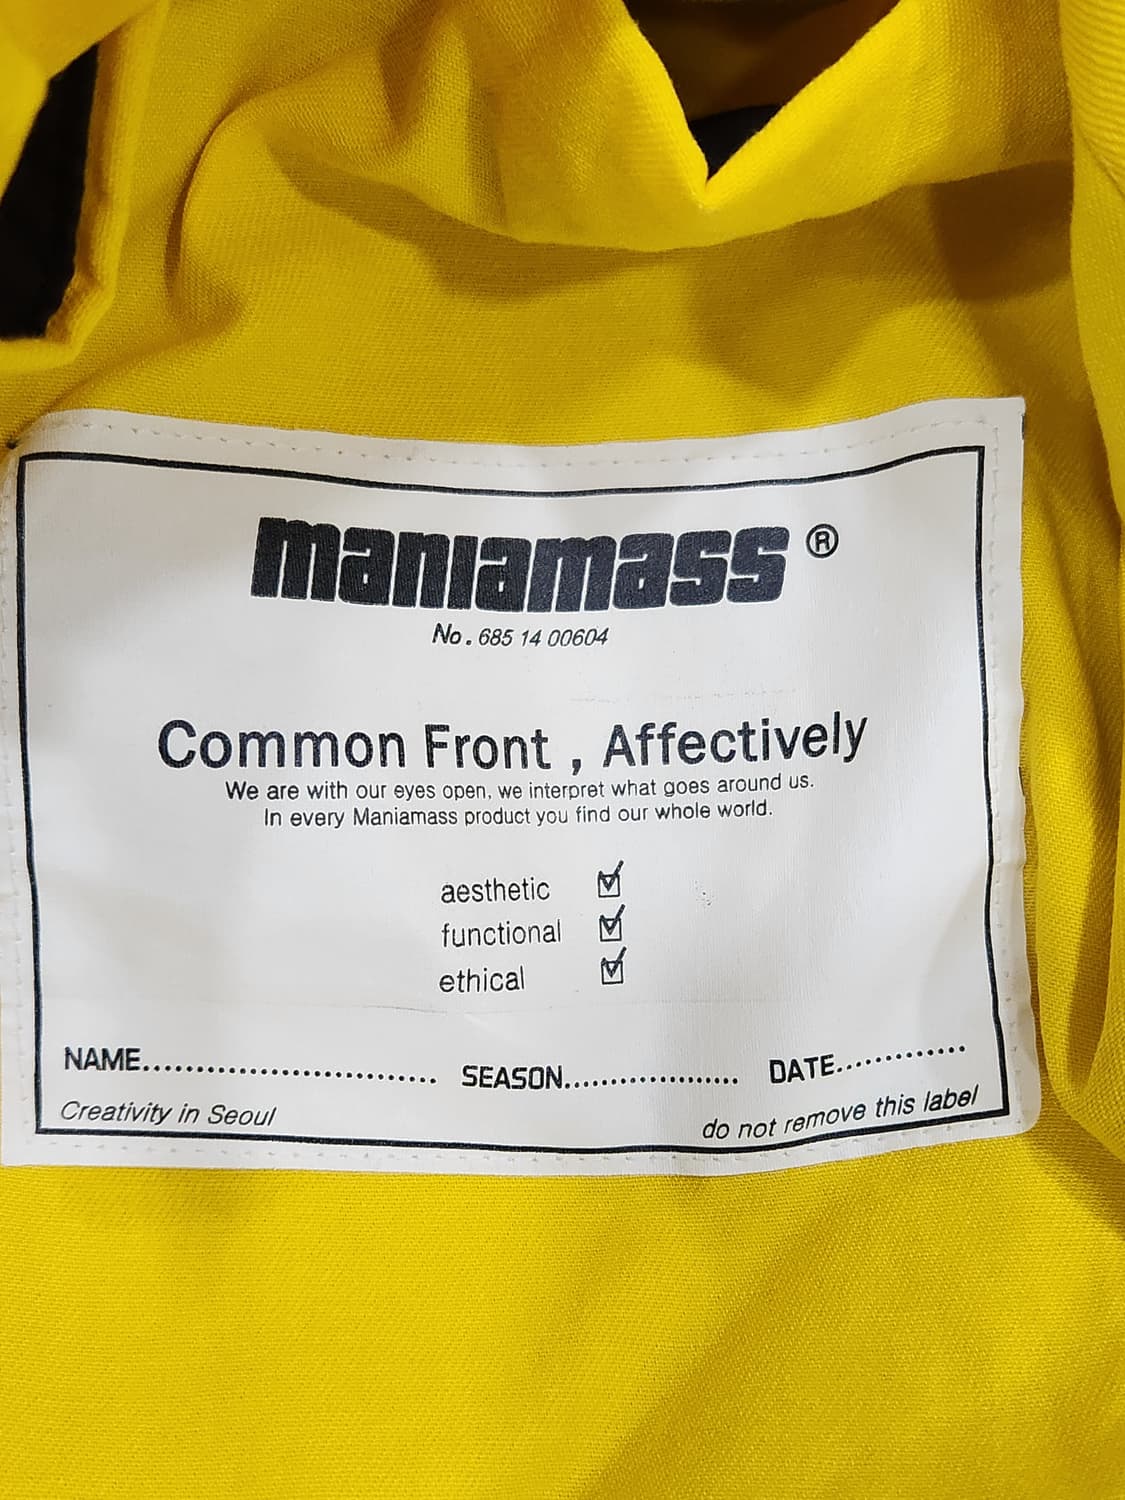 maniamass ®
No. 685 14 00604
Common Front , Affectively
We are with our eyes open, we interpret what goes around us.
In every Maniamass product you find our whole world.
aesthetic ☑
functional ☑
ethical ☑
NAME................................ SEASON.................... DATE..............
Creativity in Seoul do not remove this label